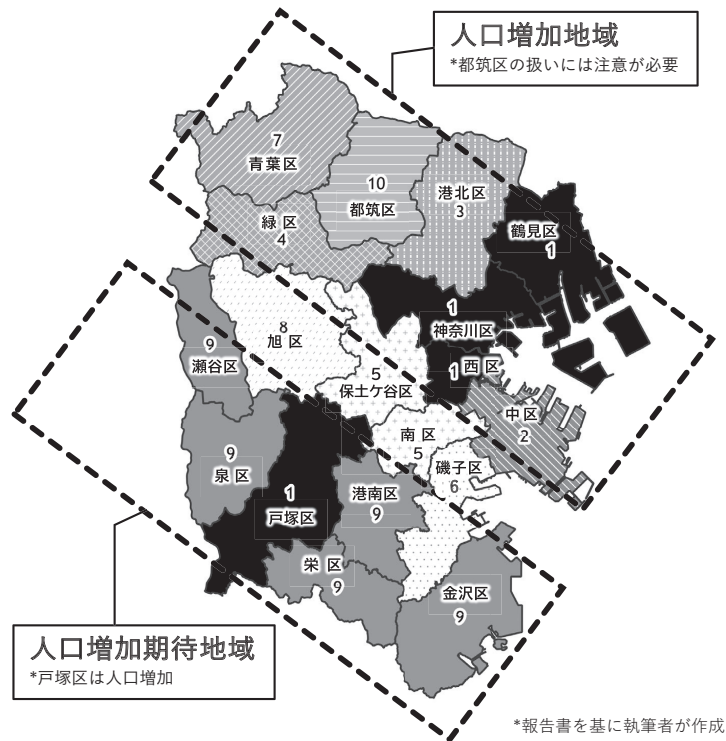 人口増加地域
*都筑区の扱いには注意が必要
7
青葉区
10
都筑区
港北区
3
緑 区
4
鶴見区
1
1
神奈川区
8
旭 区
9
瀬谷区
5
保土ケ谷区
1 西 区
中 区
2
南 区
5
磯子区
6
9
泉 区
1
戸塚区
港南区
9
栄 区
9
金沢区
9
人口増加期待地域
*戸塚区は人口増加
*報告書を基に執筆者が作成